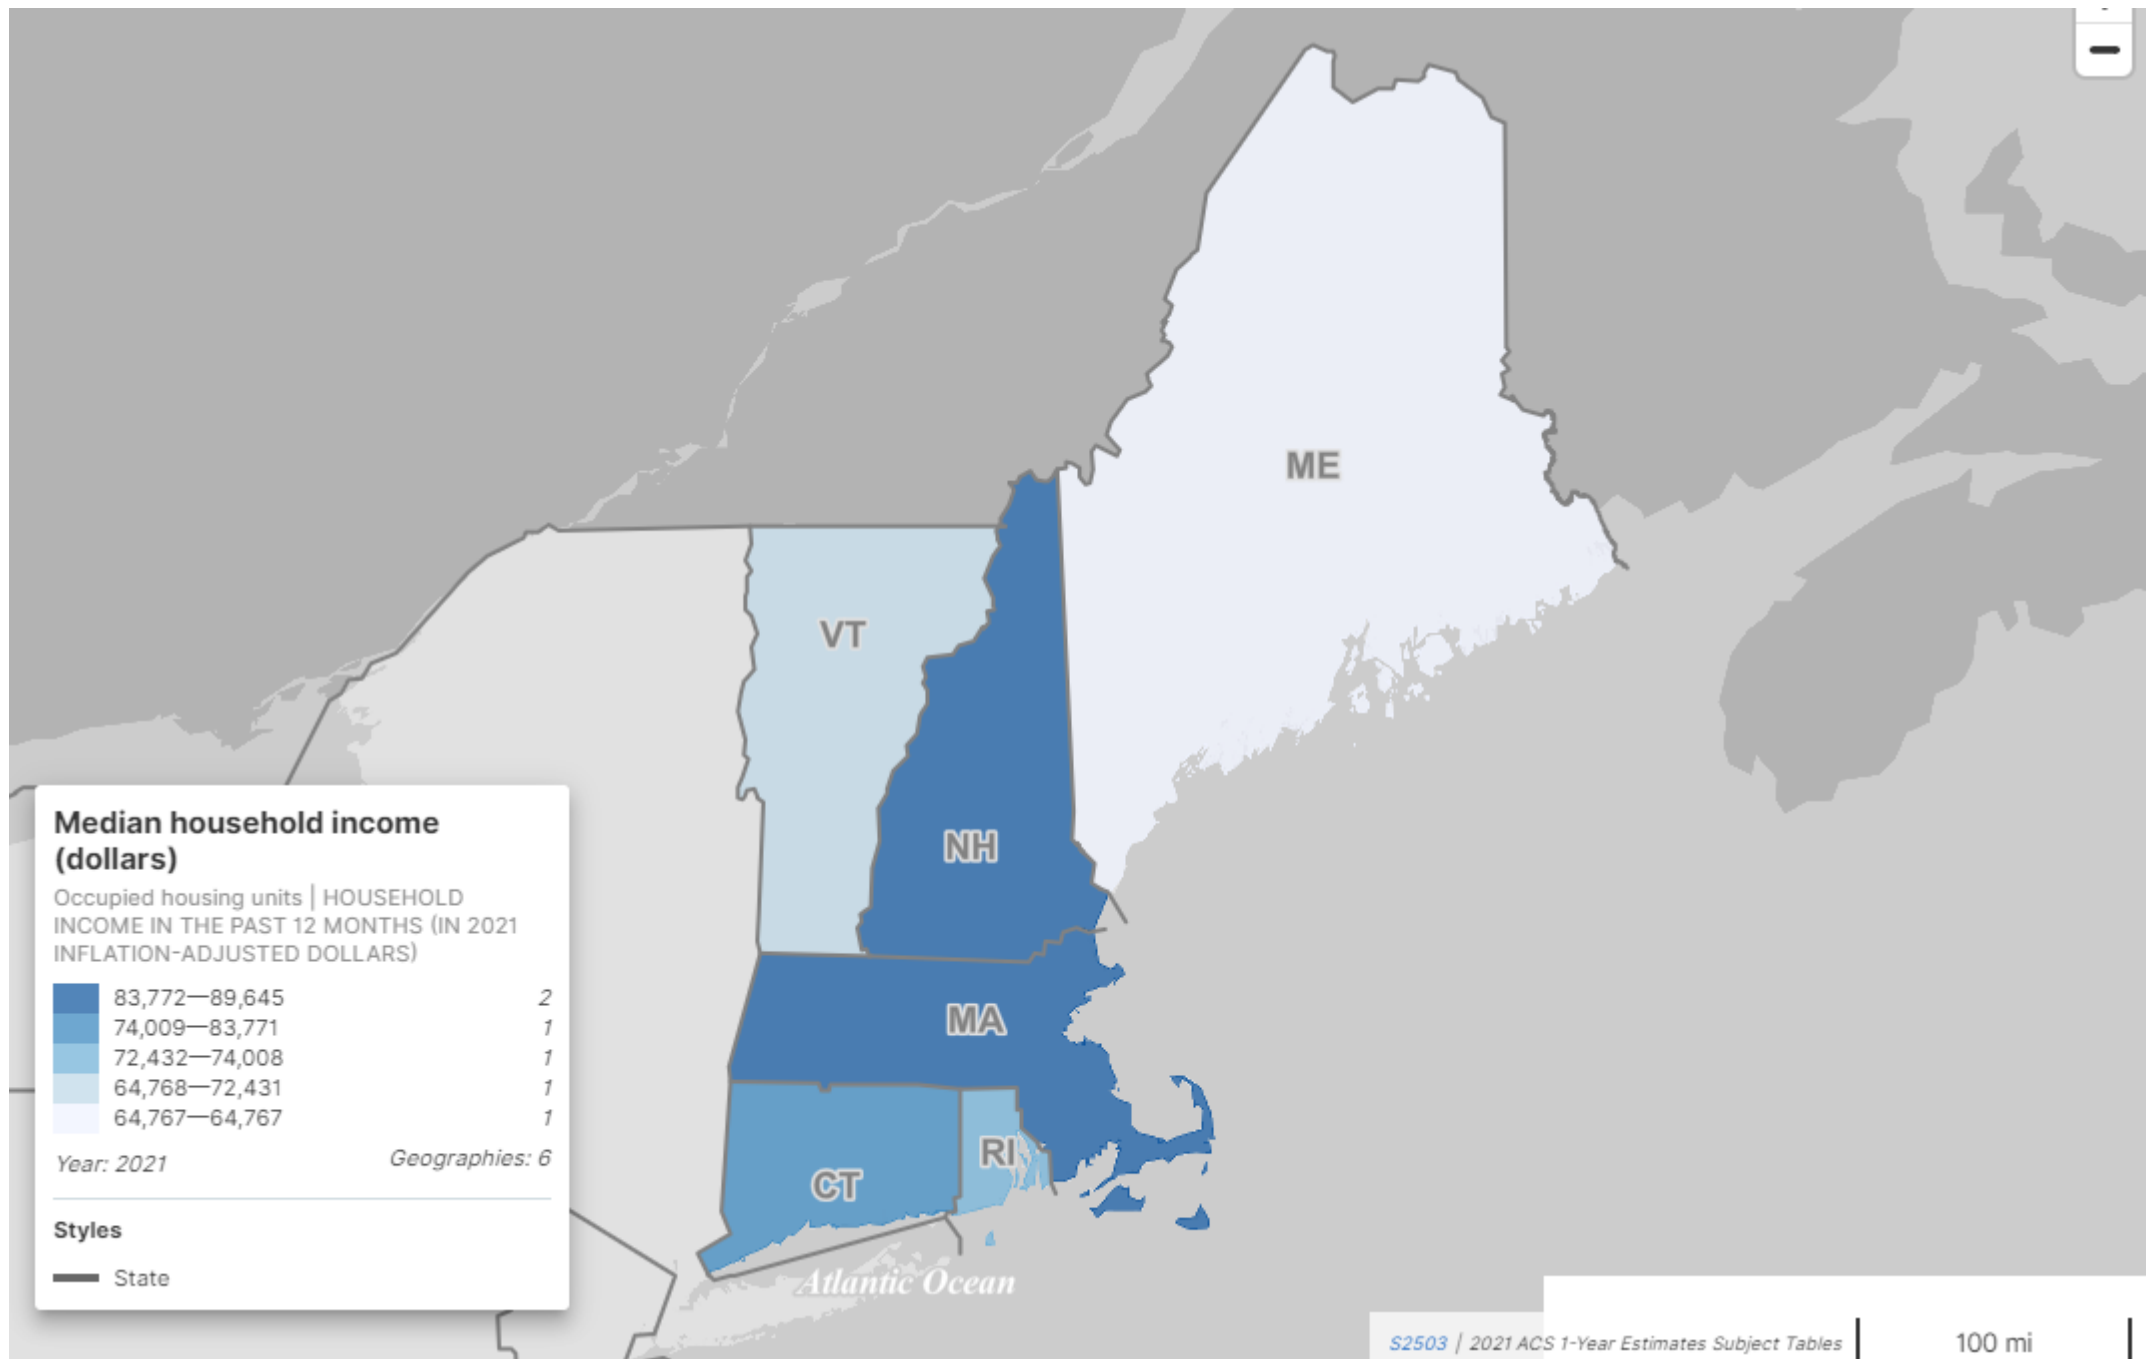 ME
VT
NH
MA
CT
RI
Atlantic Ocean
Median household income
(dollars)
Occupied housing units | HOUSEHOLD
INCOME IN THE PAST 12 MONTHS (IN 2021
INFLATION-ADJUSTED DOLLARS)
83,772—89,645 2
74,009—83,771 1
72,432—74,008 1
64,768—72,431 1
64,767—64,767 1
Year: 2021 Geographies: 6
Styles
State
S2503 | 2021 ACS 1-Year Estimates Subject Tables
100 mi